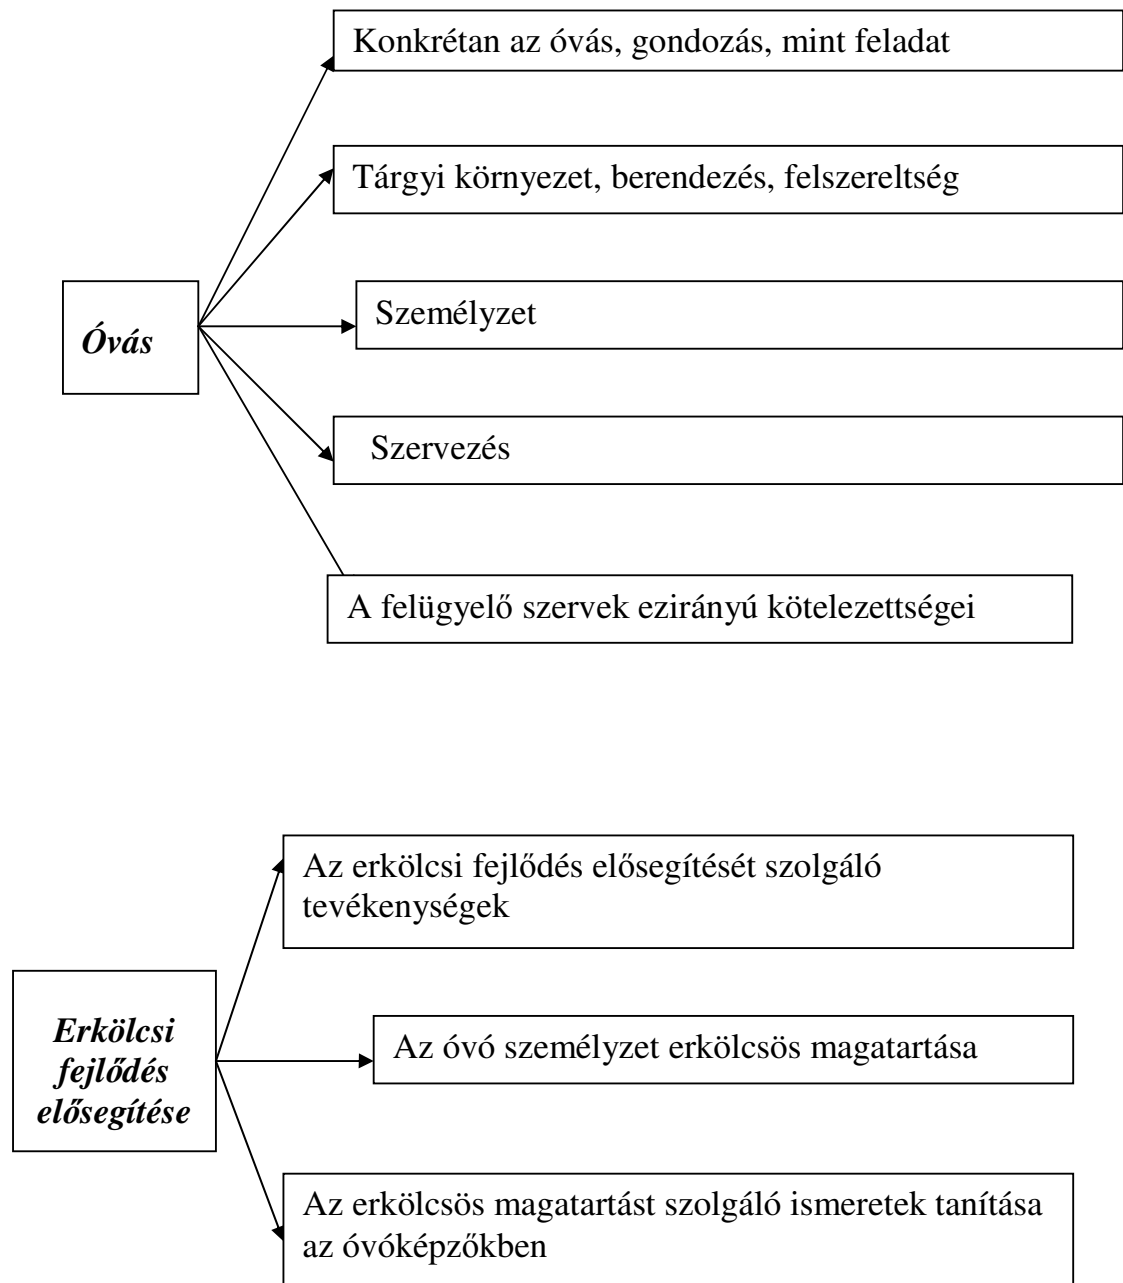 Konkrétan az óvás, gondozás, mint feladat
Tárgyi környezet, berendezés, felszereltség
Óvás
Személyzet
Szervezés
A felügyelő szervek ezirányú kötelezettségei
Az erkölcsi fejlődés elősegítését szolgáló
tevékenységek
Erkölcsi
fejlődés
elősegítése
Az óvó személyzet erkölcsös magatartása
Az erkölcsös magatartást szolgáló ismeretek tanítása
az óvóképzőkben